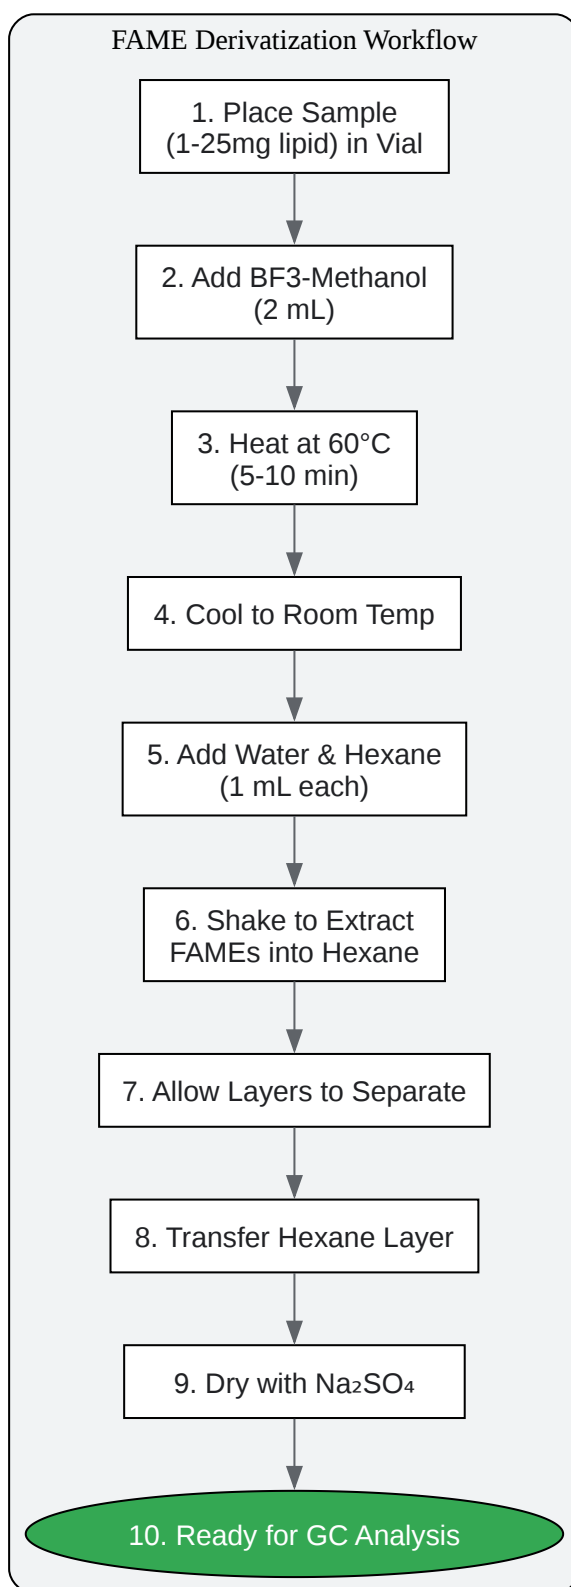 FAME Derivatization Workflow
1. Place Sample
(1-25mg lipid) in Vial
2. Add BF3-Methanol
(2 mL)
3. Heat at 60°C
(5-10 min)
4. Cool to Room Temp
5. Add Water & Hexane
(1 mL each)
6. Shake to Extract
FAMEs into Hexane
7. Allow Layers to Separate
8. Transfer Hexane Layer
9. Dry with Na₂SO₄
10. Ready for GC Analysis